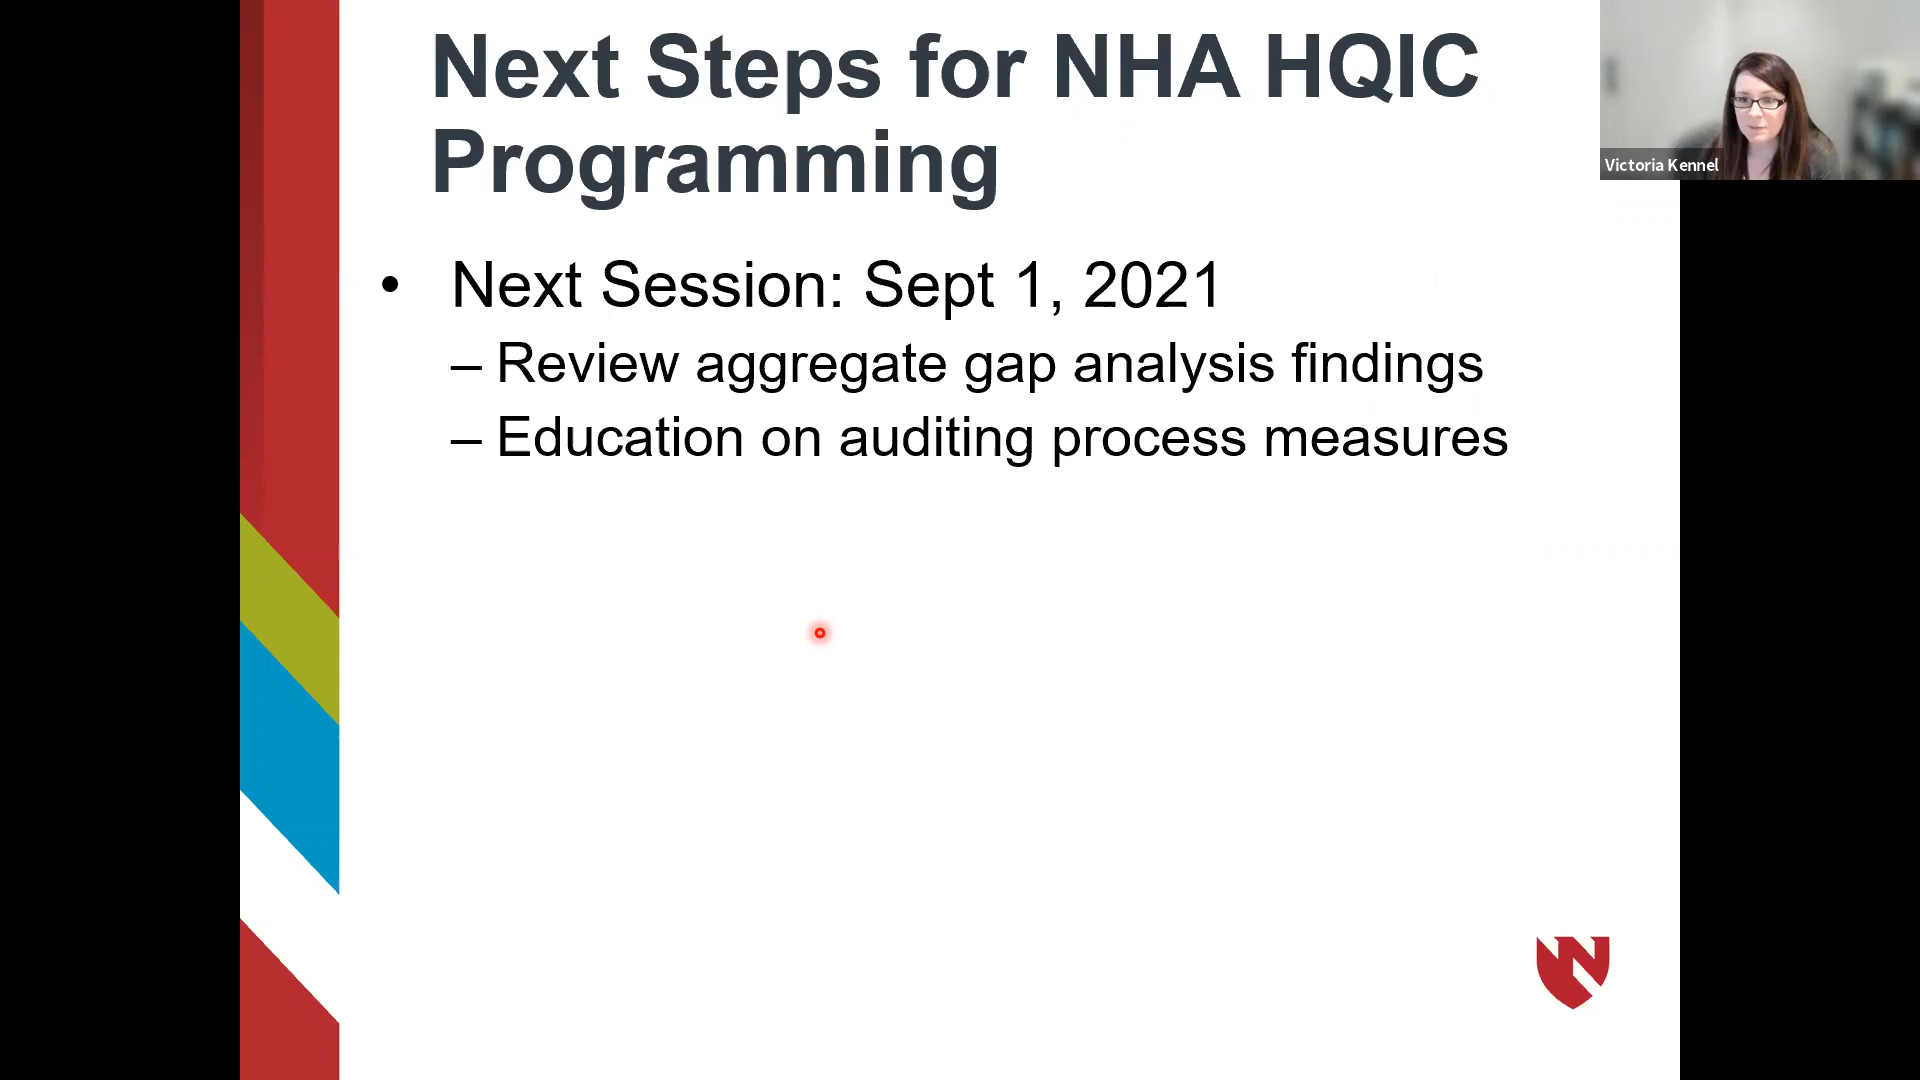 Next Steps for NHA HQIC
Programming
• Next Session: Sept 1, 2021
– Review aggregate gap analysis findings
– Education on auditing process measures
Victoria Kennel